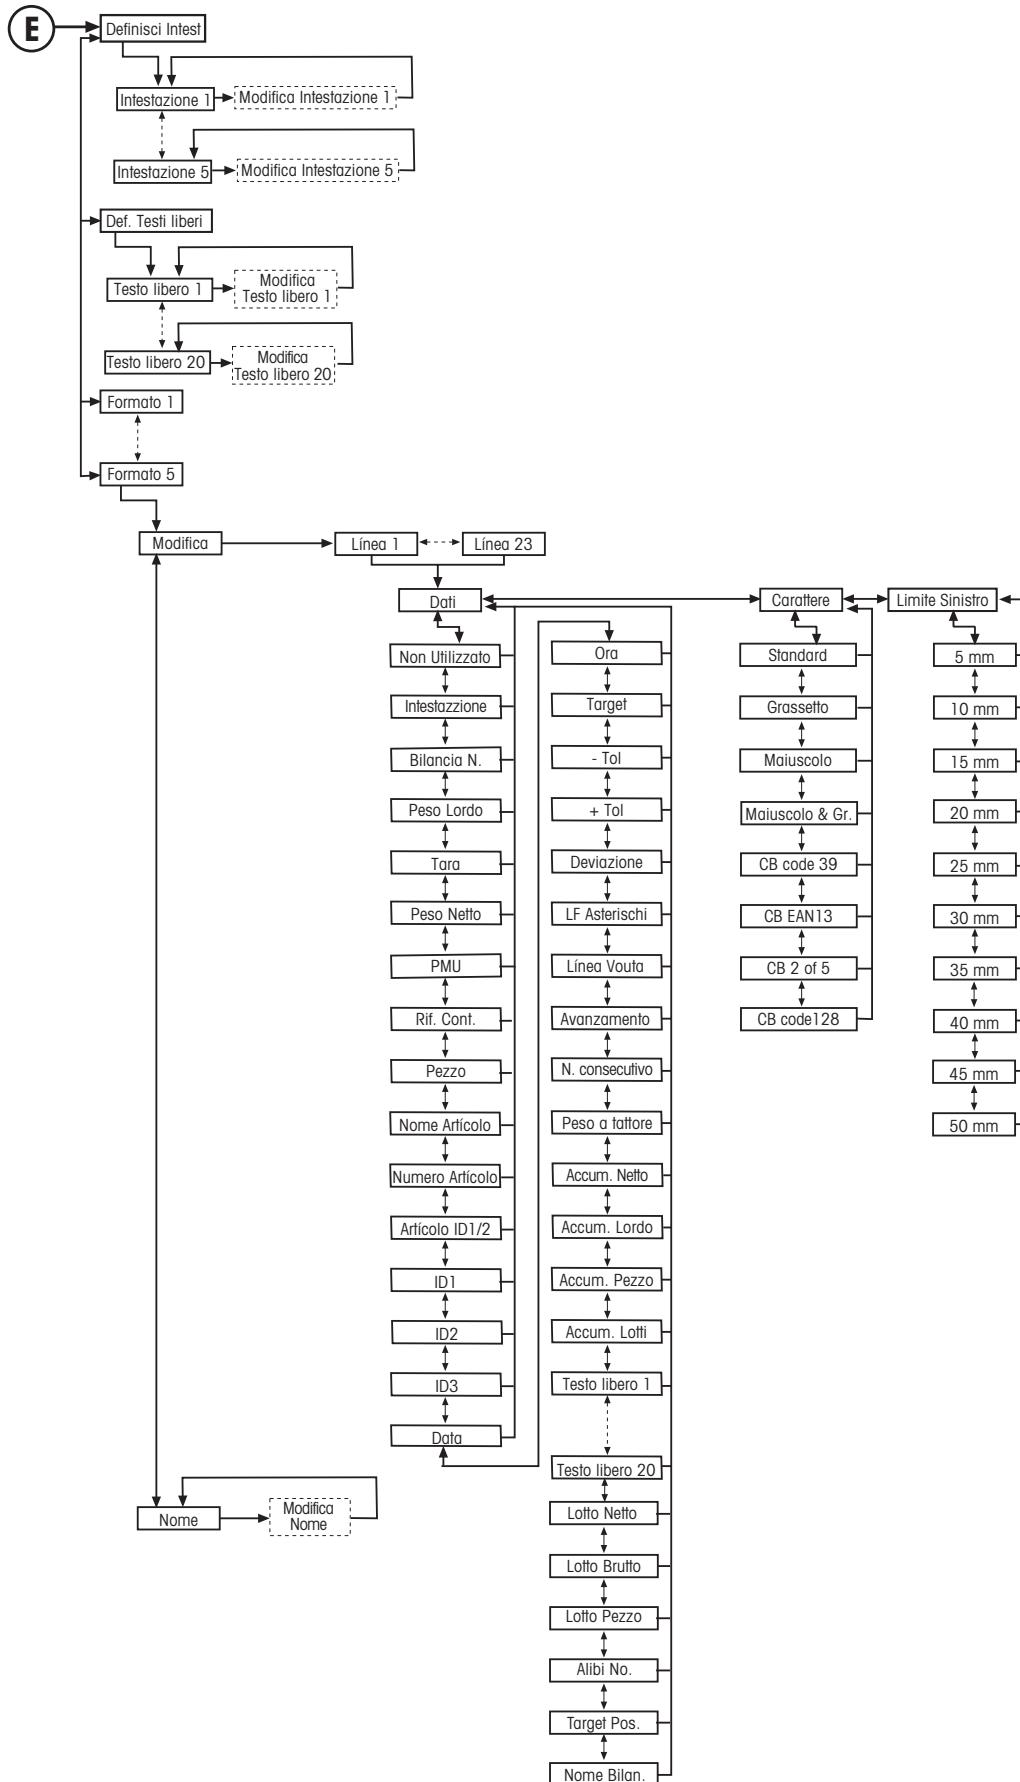 E
Definisci Intest
Intestazione 1
Modifica Intestazione 1
Intestazione 5
Modifica Intestazione 5
Def. Testi liberi
Testo libero 1
Modifica
Testo libero 1
Testo libero 20
Modifica
Testo libero 20
Formato 1
Formato 5
Modifica
Línea 1
Línea 23
Dati
Carattere
Limite Sinistro
Non Utilizzato
Intestazzione
Bilancia N.
Peso Lordo
Tara
Peso Netto
PMU
Rif. Cont.
Pezzo
Nome Artícolo
Numero Artícolo
Artícolo ID1/2
ID1
ID2
ID3
Data
Ora
Target
- Tol
+ Tol
Deviazione
LF Asterischi
Línea Vouta
Avanzamento
N. consecutivo
Peso a tattore
Accum. Netto
Accum. Lordo
Accum. Pezzo
Accum. Lotti
Testo libero 1
Testo libero 20
Lotto Netto
Lotto Brutto
Lotto Pezzo
Alibi No.
Target Pos.
Nome Bilan.
Standard
Grassetto
Maiuscolo
Maiuscolo & Gr.
CB code 39
CB EAN13
CB 2 of 5
CB code128
5 mm
10 mm
15 mm
20 mm
25 mm
30 mm
35 mm
40 mm
45 mm
50 mm
Nome
Modifica
Nome